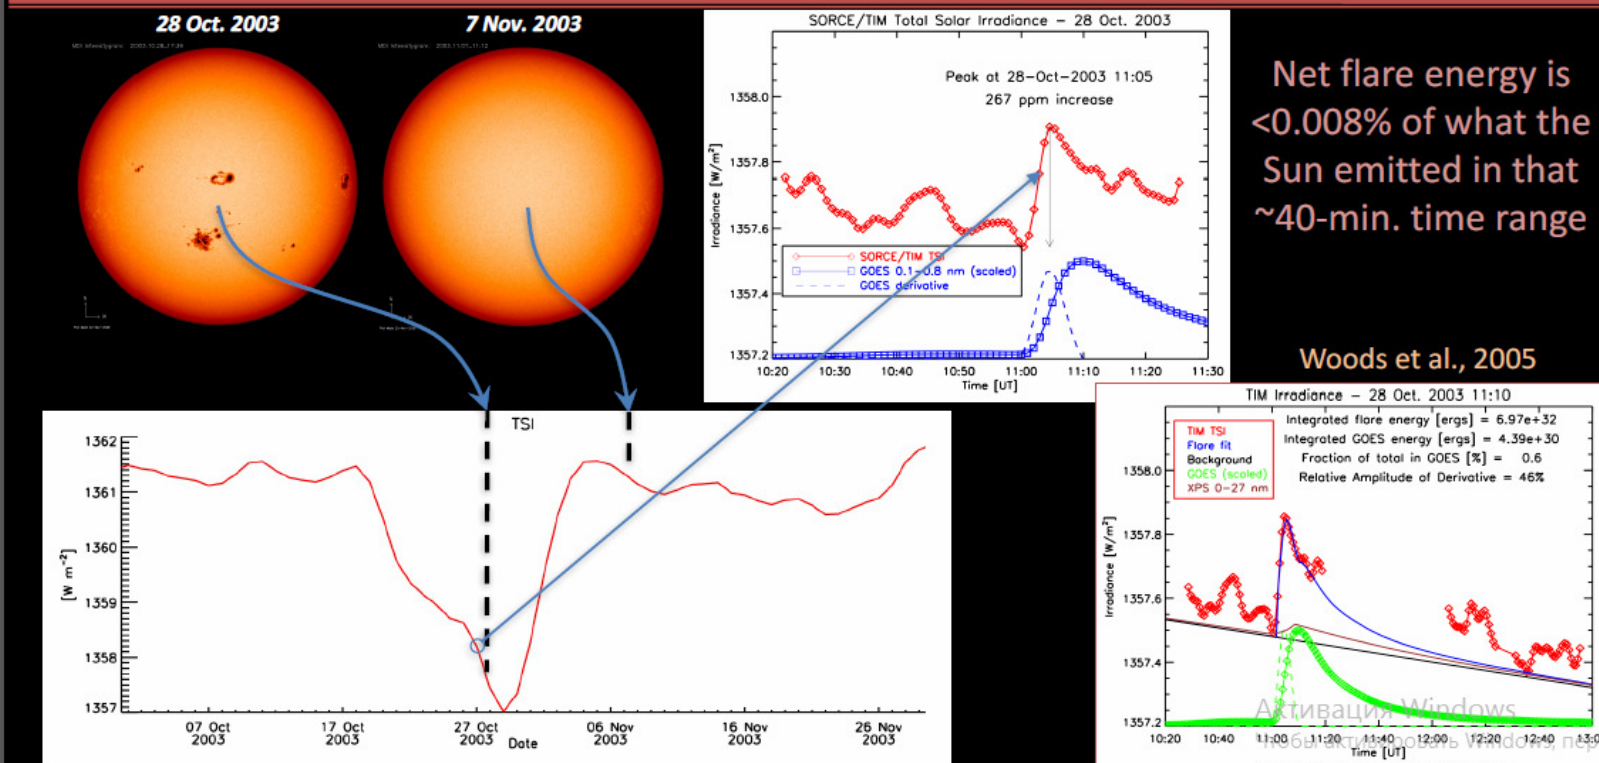 28 Oct. 2003
7 Nov. 2003
SORCE/TIM Total Solar Irradiance – 28 Oct. 2003
Peak at 28-Oct-2003 11:05
267 ppm increase
1358.0
1357.8
1357.6
1357.4
1357.2
Irradiance [W/m²]
SORCE/TIM TSI
GOES 0.1–0.8 nm (scaled)
GOES derivative
10:20 10:30 10:40 10:50 11:00 11:10 11:20 11:30
Time [UT]
Net flare energy is
<0.008% of what the
Sun emitted in that
~40-min. time range
Woods et al., 2005
TSI
1362
1361
1360
1359
1358
1357
[W m⁻²]
07 Oct 2003
17 Oct 2003
27 Oct 2003
06 Nov 2003
16 Nov 2003
25 Nov 2003
Date
TIM Irradiance – 28 Oct. 2003 11:10
Integrated flare energy [ergs] = 6.97e+32
Integrated GOES energy [ergs] = 4.39e+30
Fraction of total in GOES [%] = 0.6
Relative Amplitude of Derivative = 46%
TIM TSI
Flare fit
Background
GOES (scaled)
XPS 0–27 nm
1358.0
1357.8
1357.6
1357.4
1357.2
Irradiance [W/m²]
10:20 10:40 11:00 11:20 11:40 12:00 12:20 12:40 13:0
Time [UT]
Активация Windows
Чтобы активировать Windows, пер